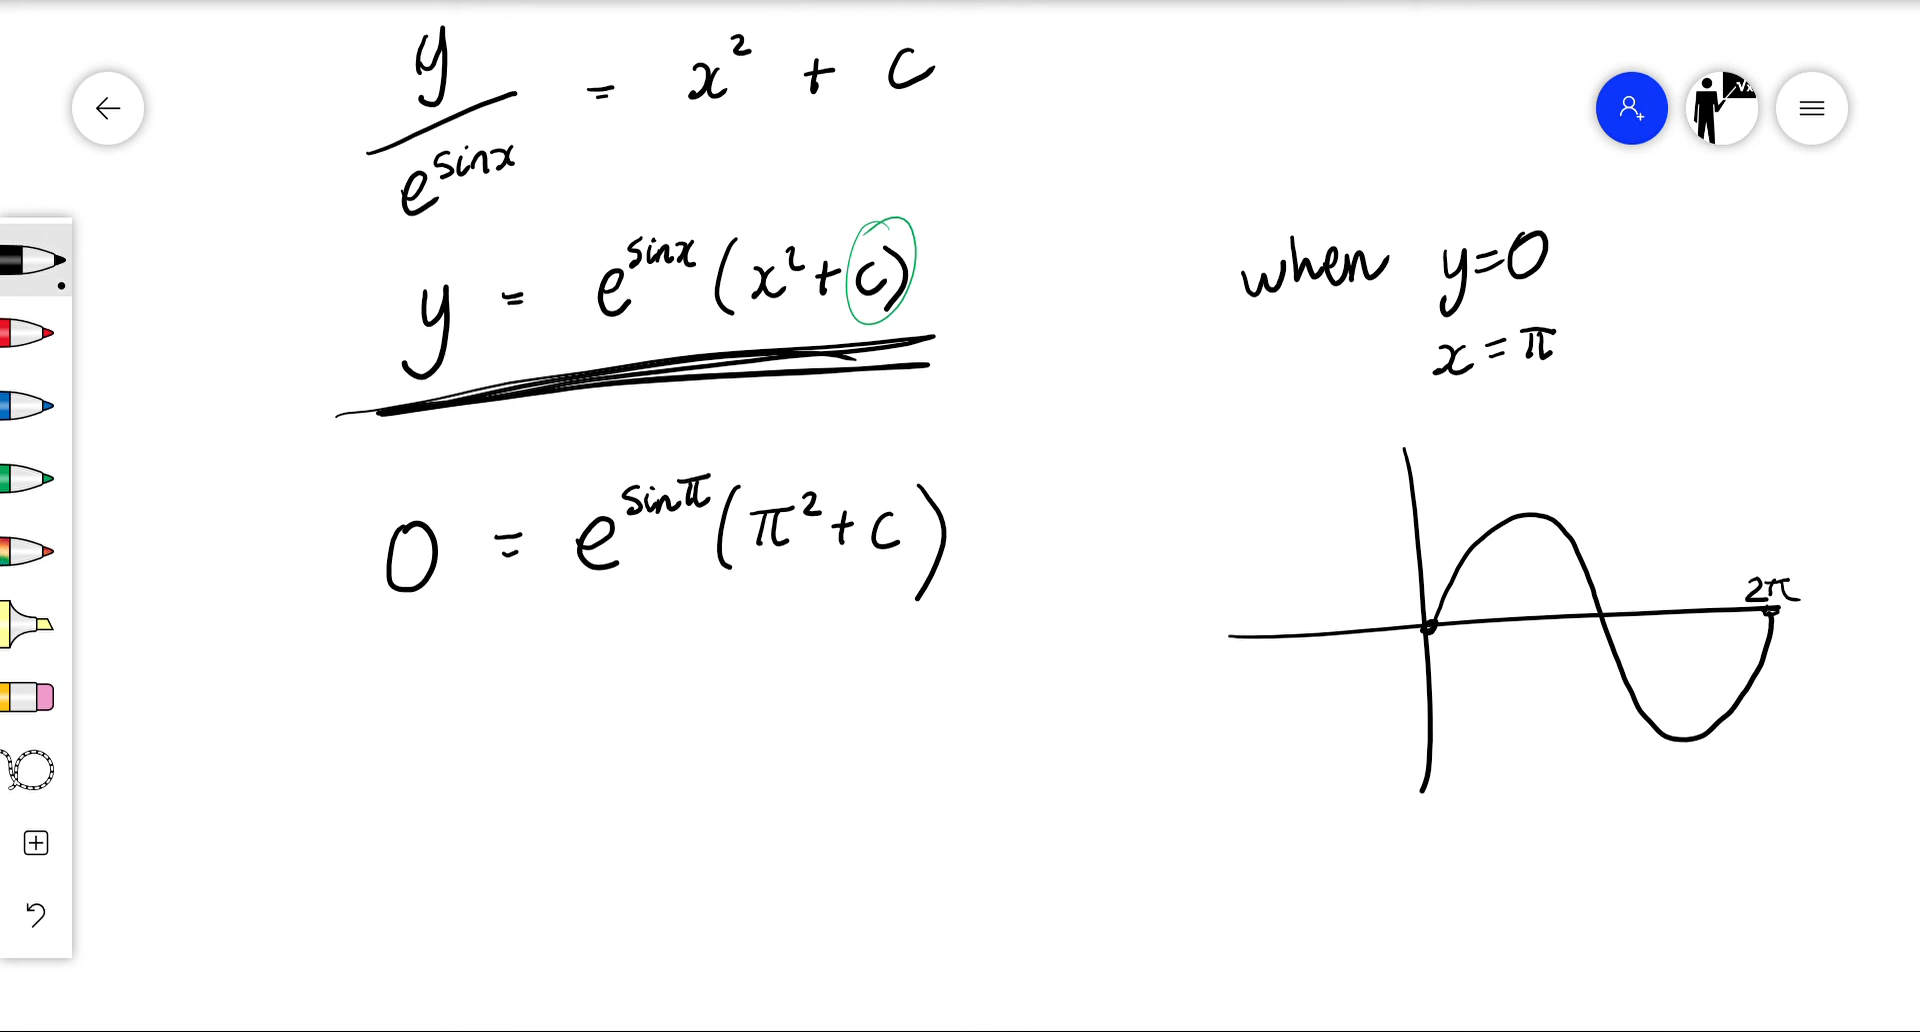 y/e^sinx = x² + c
y = e^sinx (x² + c)
0 = e^sinπ (π² + c)
when y=0
x = π
2π
√x